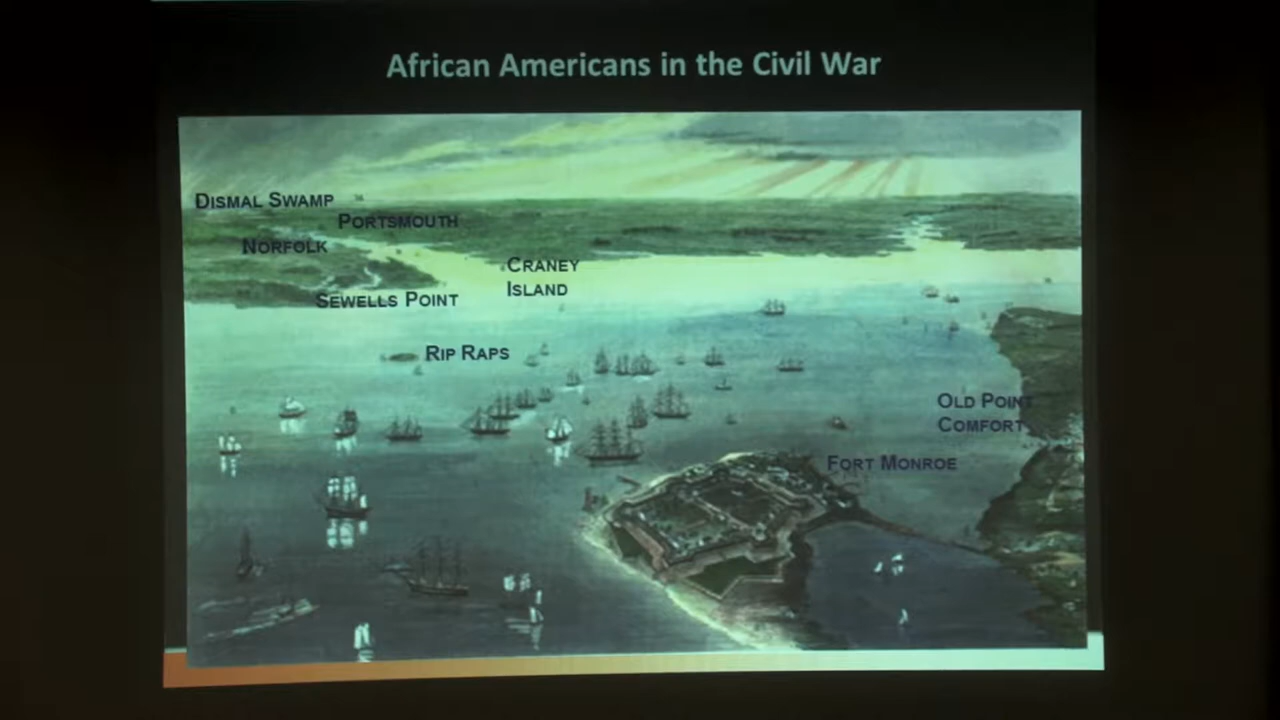 African Americans in the Civil War
DISMAL SWAMP
PORTSMOUTH
NORFOLK
CRANEY
ISLAND
SEWELLS POINT
RIP RAPS
OLD POINT
COMFORT
FORT MONROE